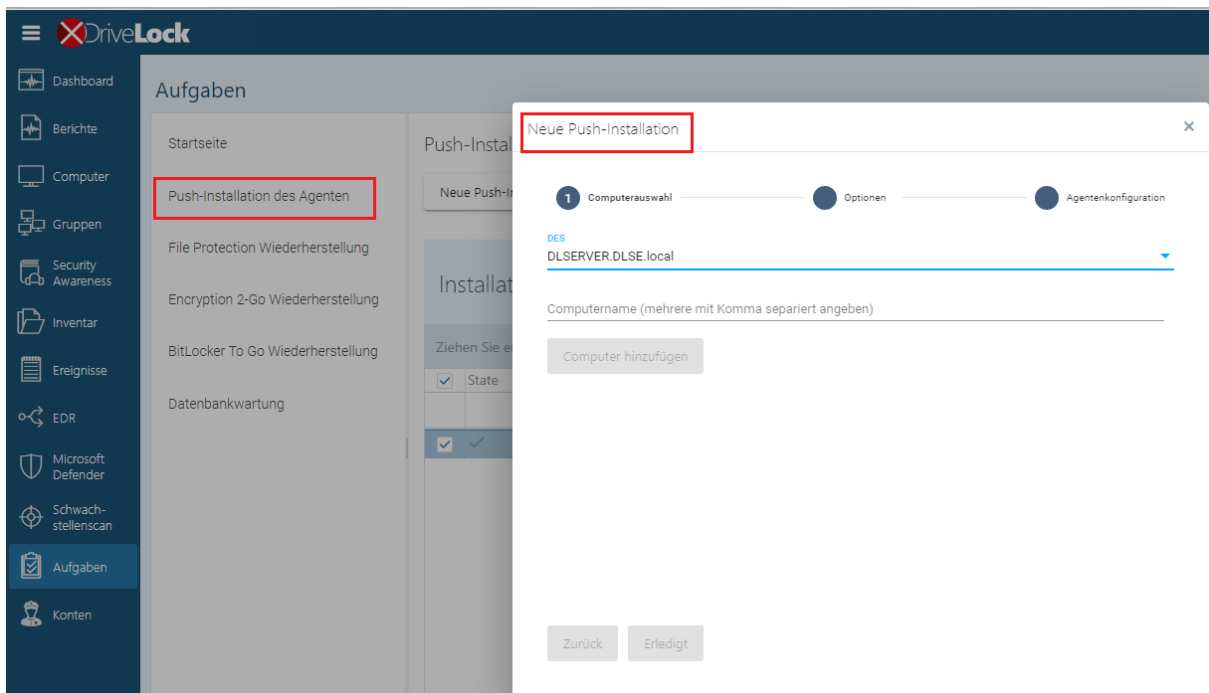 DriveLock
Dashboard
Berichte
Computer
Gruppen
Security
Awareness
Inventar
Ereignisse
EDR
Microsoft
Defender
Schwach-
stellenscan
Aufgaben
Konten
Aufgaben
Startseite
Push-Installation des Agenten
File Protection Wiederherstellung
Encryption 2-Go Wiederherstellung
BitLocker To Go Wiederherstellung
Datenbankwartung
Push-Instal
Neue Push-I
Installat
Ziehen Sie e
State
Neue Push-Installation
1 Computerauswahl
Optionen
Agentenkonfiguration
DES
DLSERVER.DLSE.local
Computername (mehrere mit Komma separiert angeben)
Computer hinzufügen
Zurück
Erledigt